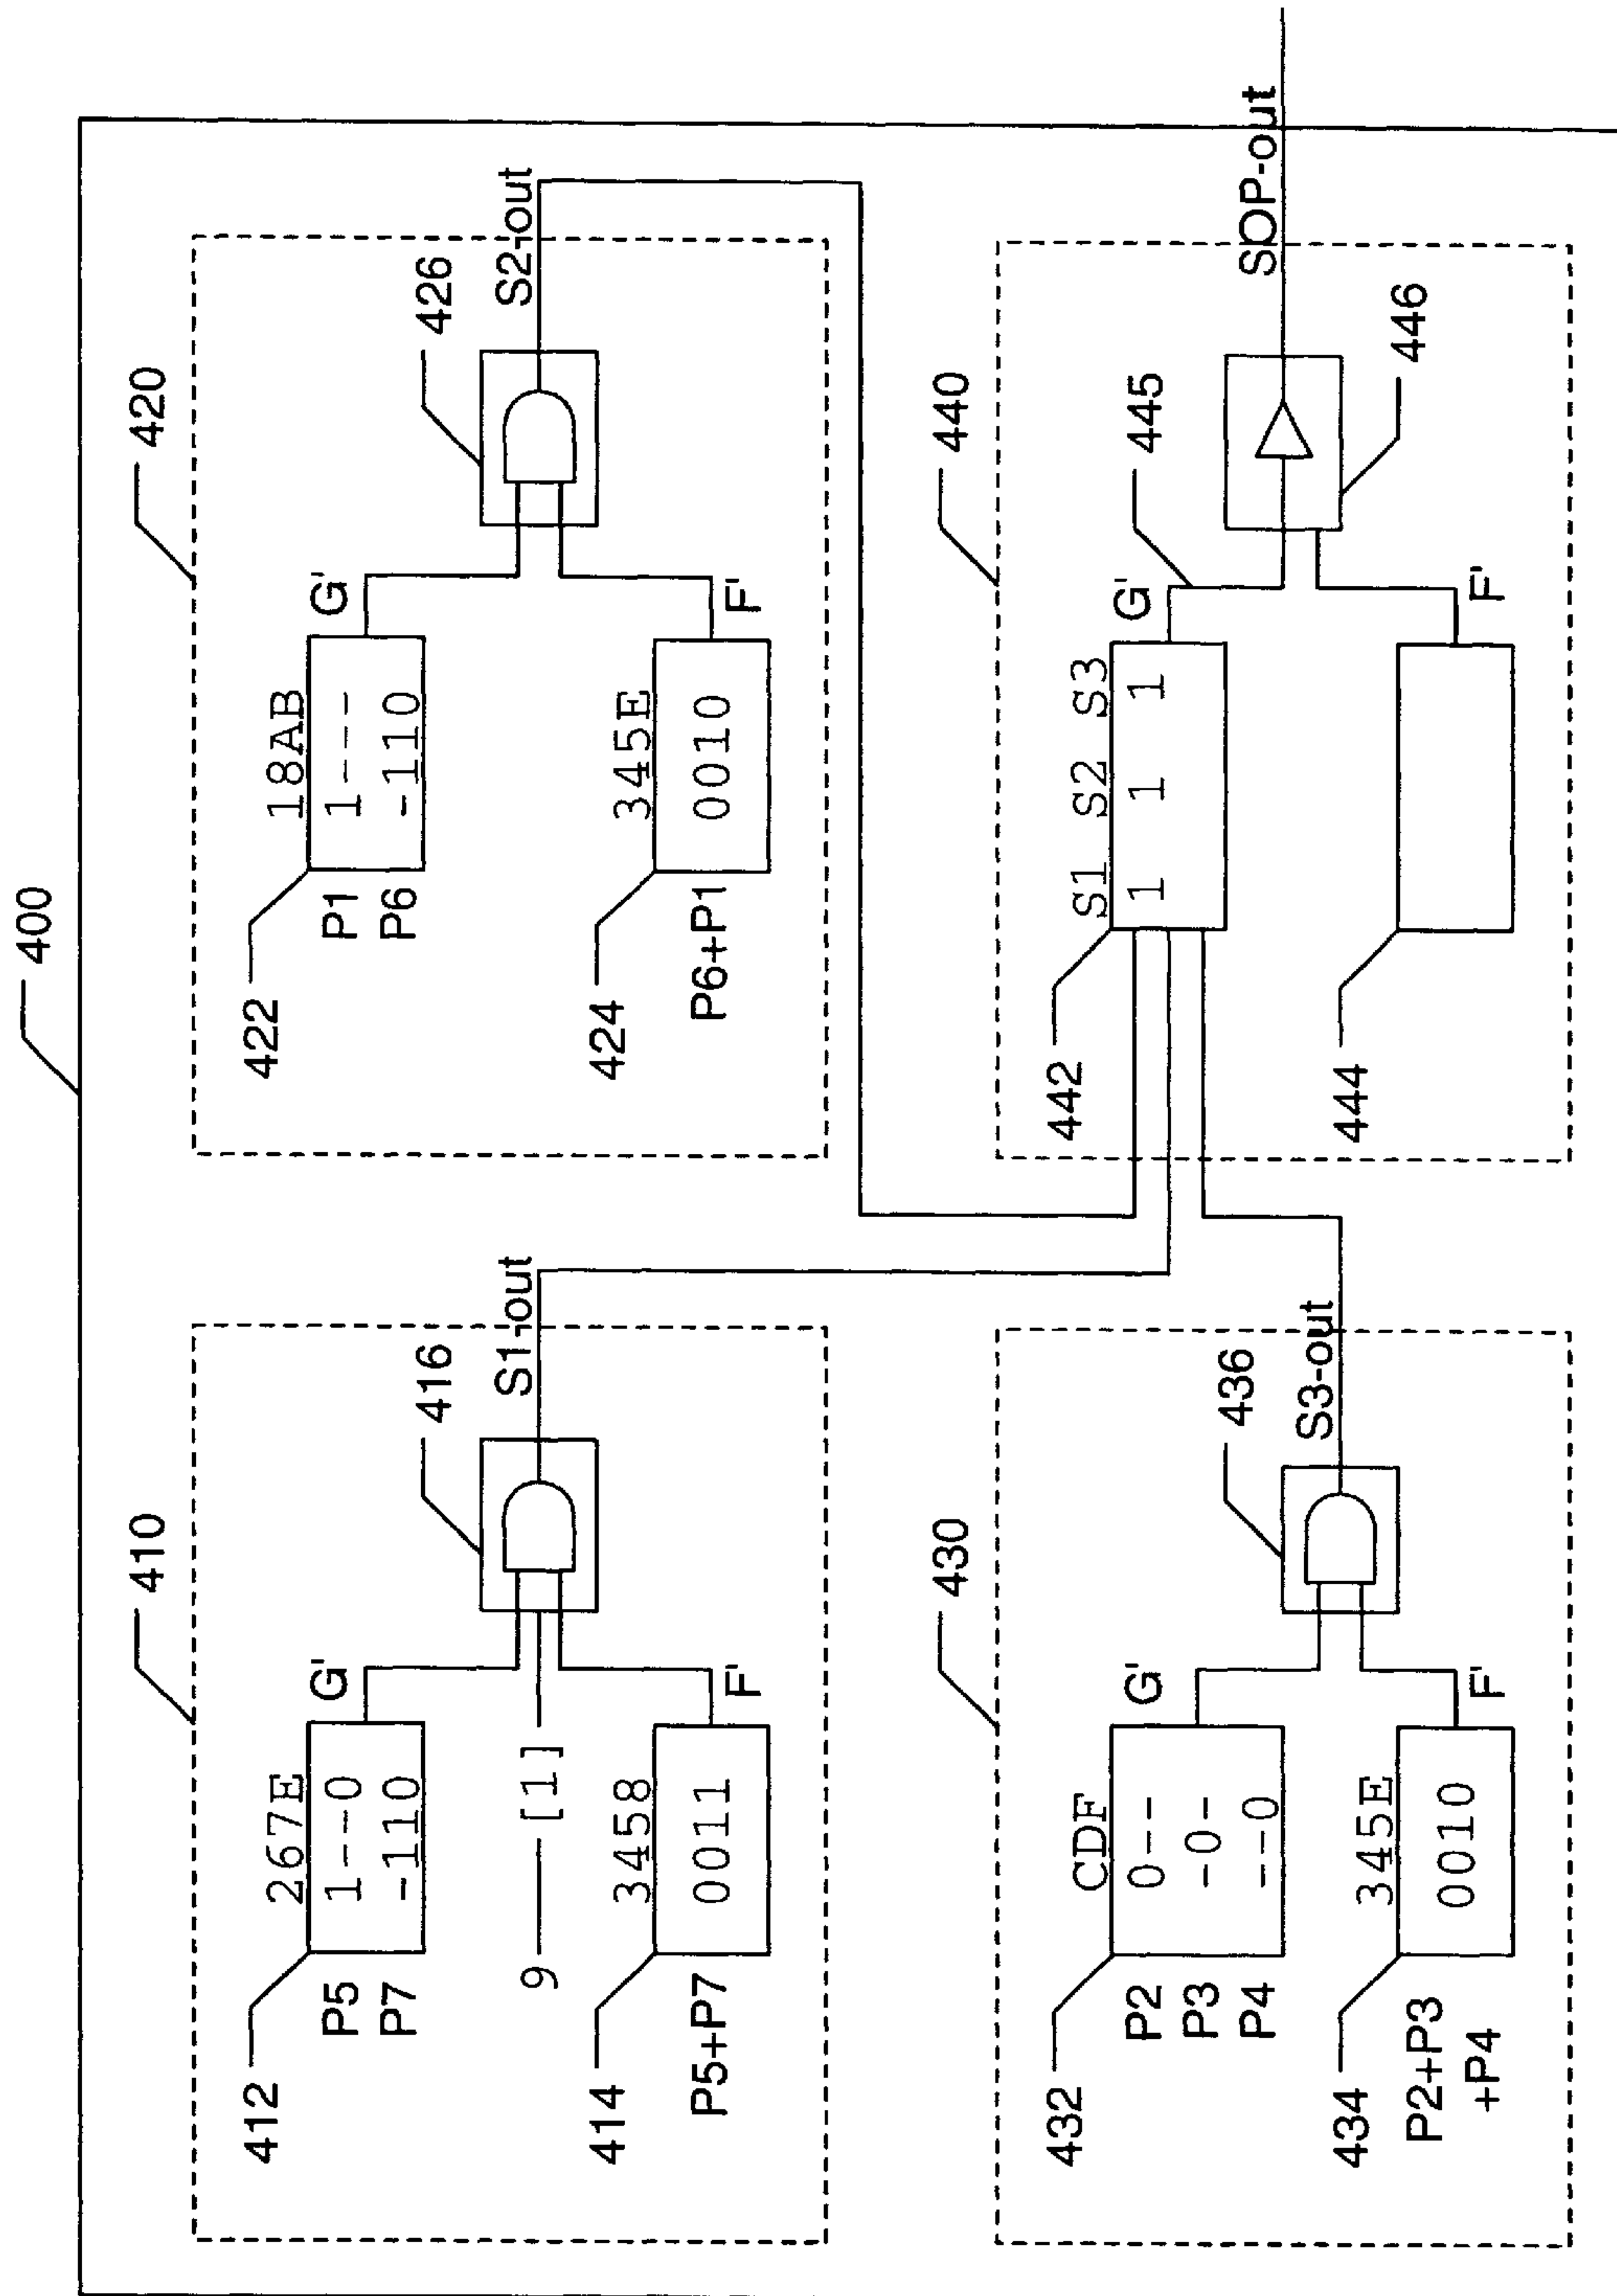 400
410
412
267E
P5 1--0
P7 -110
G'
416
S1-out
9 [1]
414
3458
P5+P7 0011
F'
420
422
18AB
P1 1---
P6 -110
G'
426
S2-out
424
345E
P6+P1 0010
F'
430
432
CDF
P2 0--
P3 -0-
P4 --0
G'
436
S3-out
434
345E
P2+P3 0010
+P4
F'
440
442
S1 S2 S3
1 1 1
G'
445
SOP-out
446
444
F'